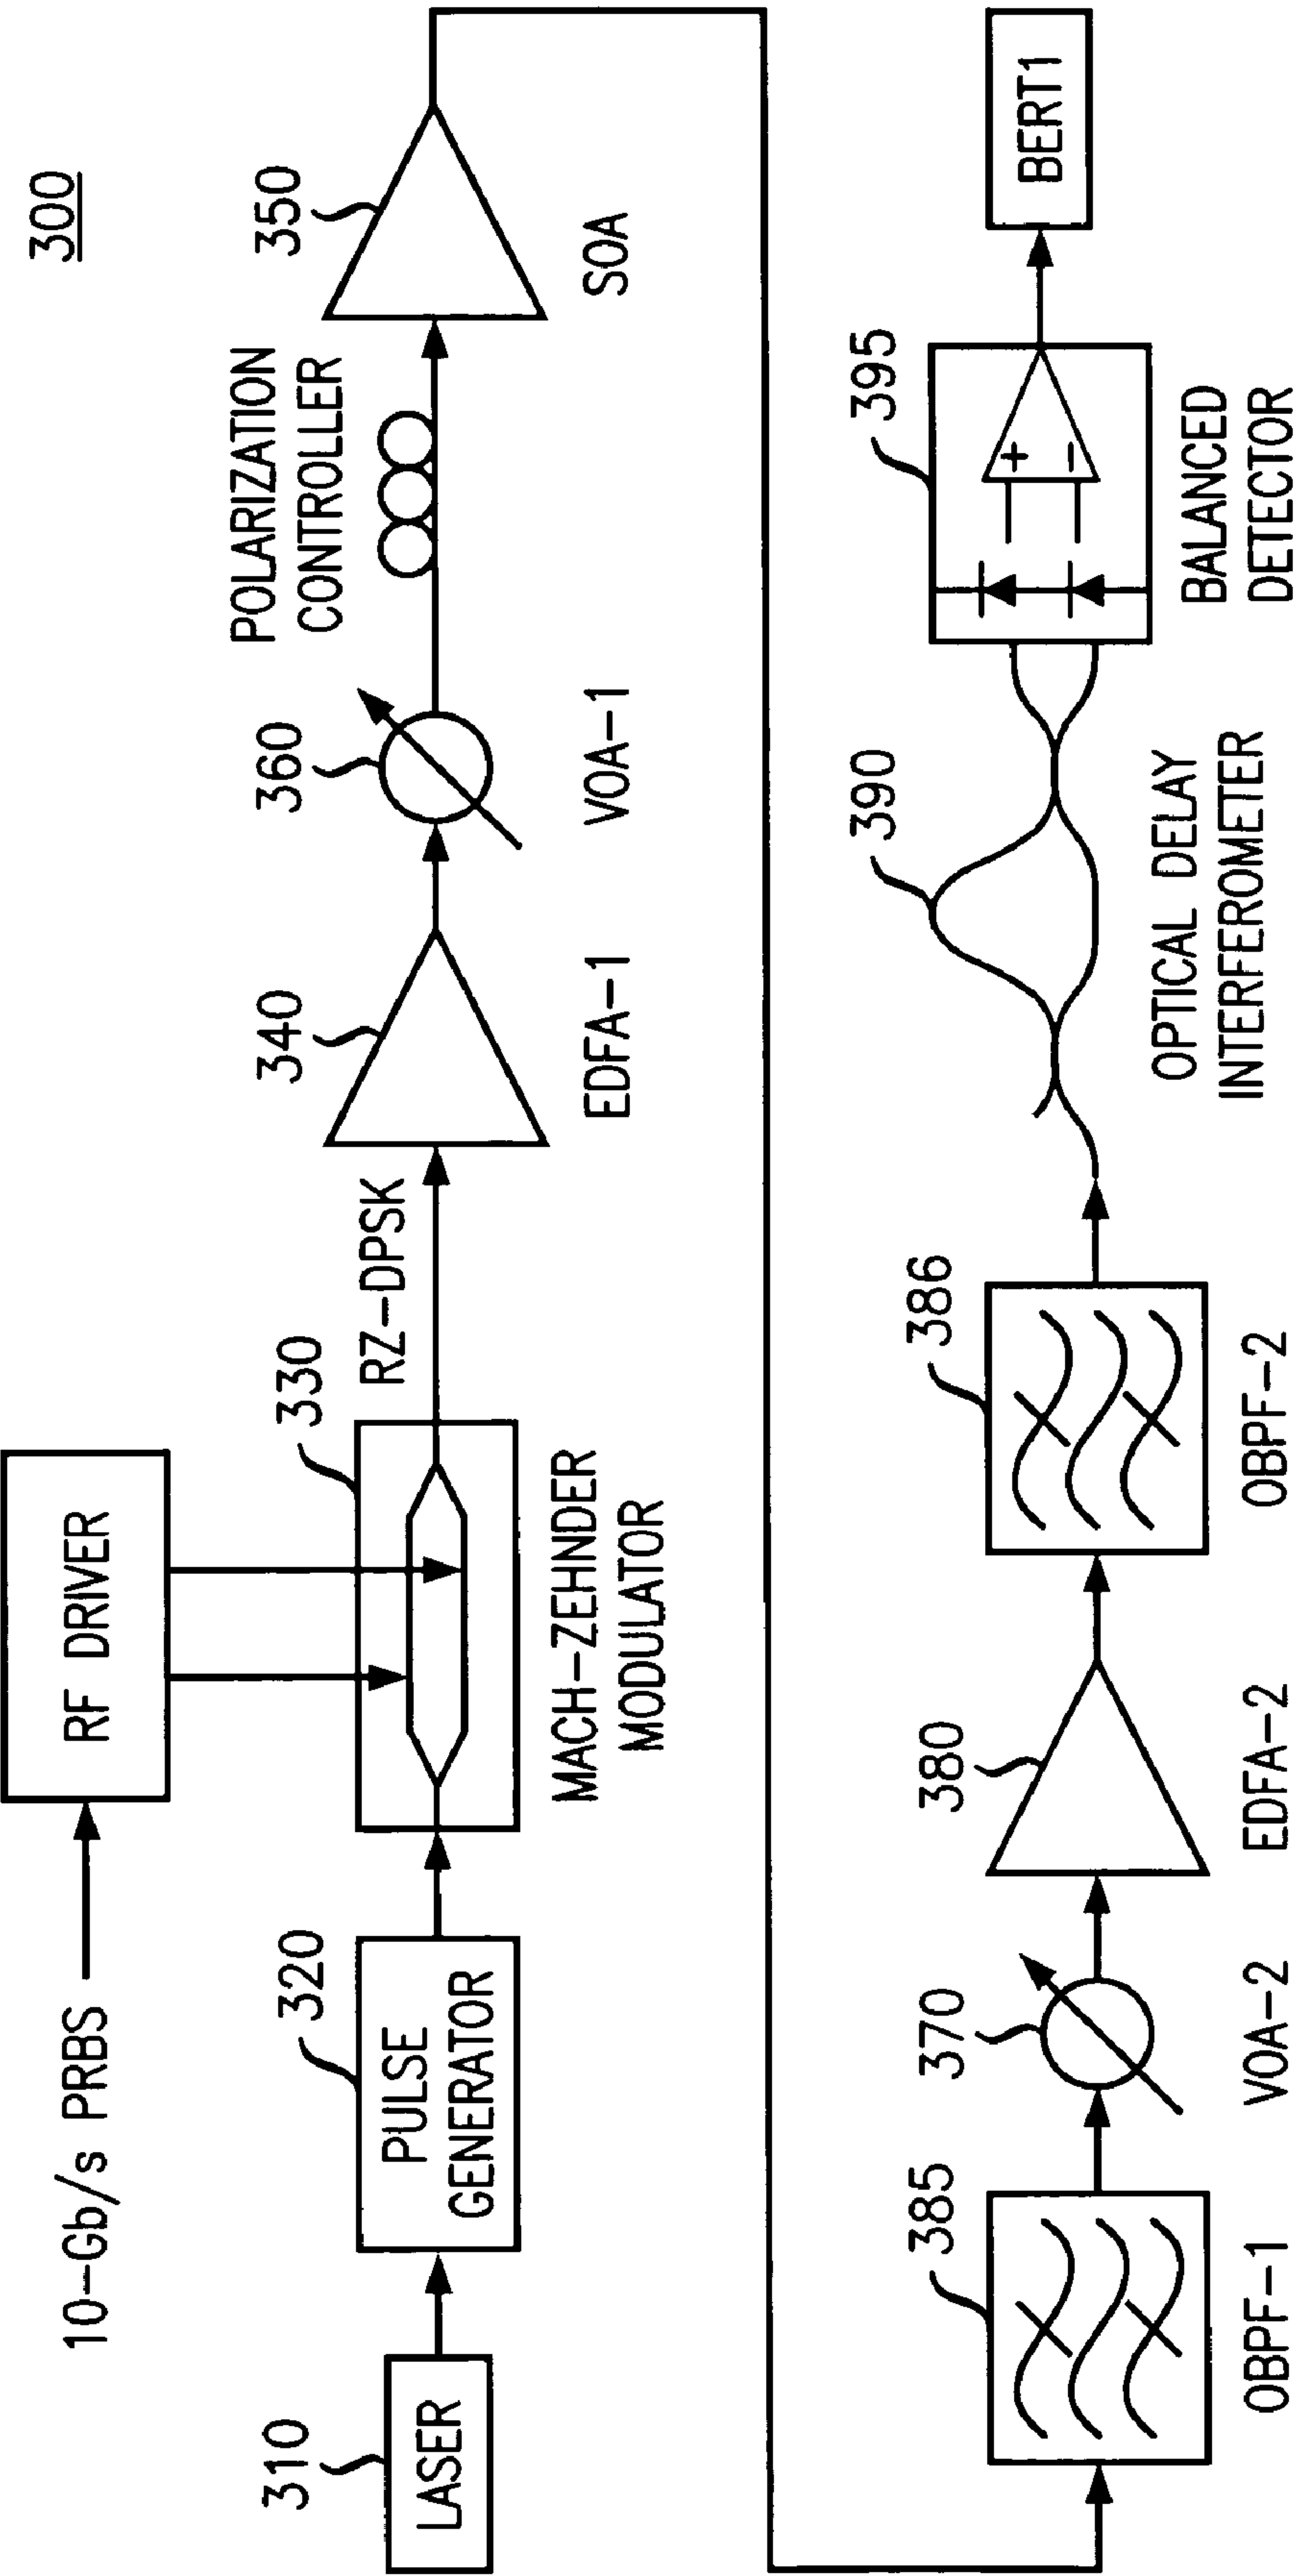 300
10-Gb/s PRBS
RF DRIVER
310
LASER
320
PULSE
GENERATOR
330
MACH-ZEHNDER
MODULATOR
RZ-DPSK
340
EDFA-1
360
VOA-1
POLARIZATION
CONTROLLER
350
SOA
385
OBPF-1
370
VOA-2
380
EDFA-2
386
OBPF-2
390
OPTICAL DELAY
INTERFEROMETER
395
+
−
BALANCED
DETECTOR
BERT1